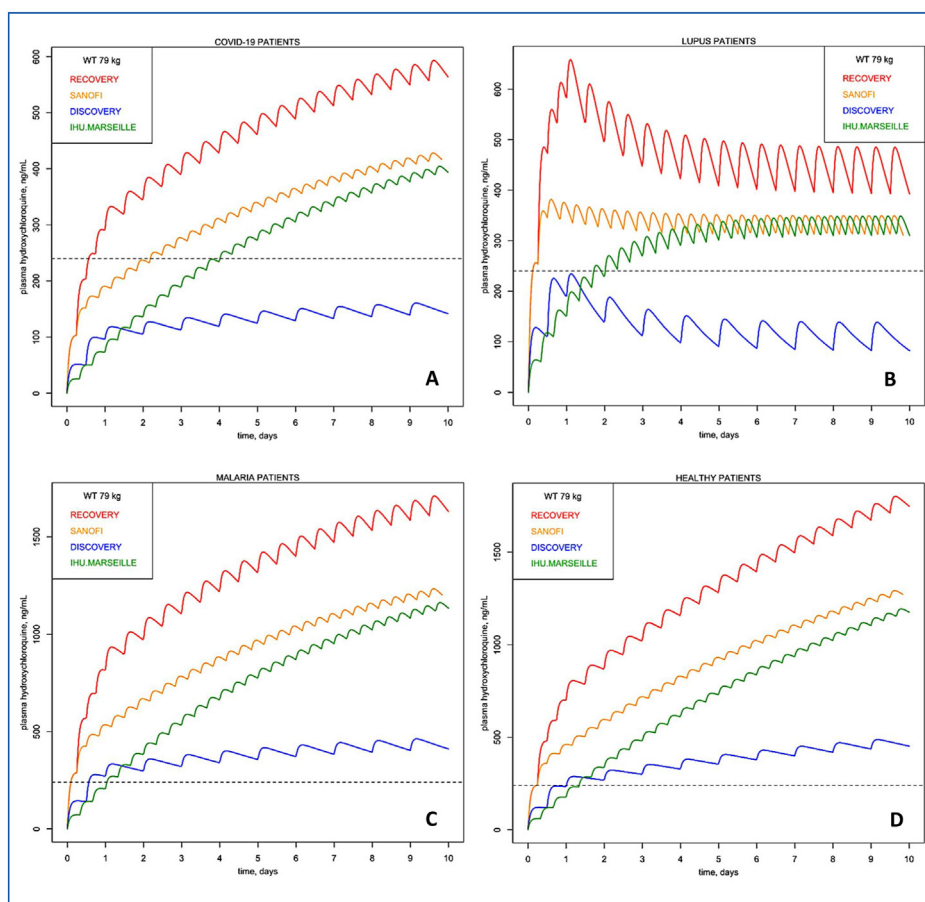 COVID-19 PATIENTS
WT 79 kg
RECOVERY
SANOFI
DISCOVERY
IHU.MARSEILLE
plasma hydroxychloroquine, ng/mL
0
100
200
300
400
500
600
0 1 2 3 4 5 6 7 8 9 10
time, days
A
LUPUS PATIENTS
WT 79 kg
RECOVERY
SANOFI
DISCOVERY
IHU.MARSEILLE
plasma hydroxychloroquine, ng/mL
0
100
200
300
400
500
600
0 1 2 3 4 5 6 7 8 9 10
time, days
B
MALARIA PATIENTS
WT 79 kg
RECOVERY
SANOFI
DISCOVERY
IHU.MARSEILLE
plasma hydroxychloroquine, ng/mL
0
500
1000
1500
0 1 2 3 4 5 6 7 8 9 10
time, days
C
HEALTHY PATIENTS
WT 79 kg
RECOVERY
SANOFI
DISCOVERY
IHU.MARSEILLE
plasma hydroxychloroquine, ng/mL
0
500
1000
1500
0 1 2 3 4 5 6 7 8 9 10
time, days
D